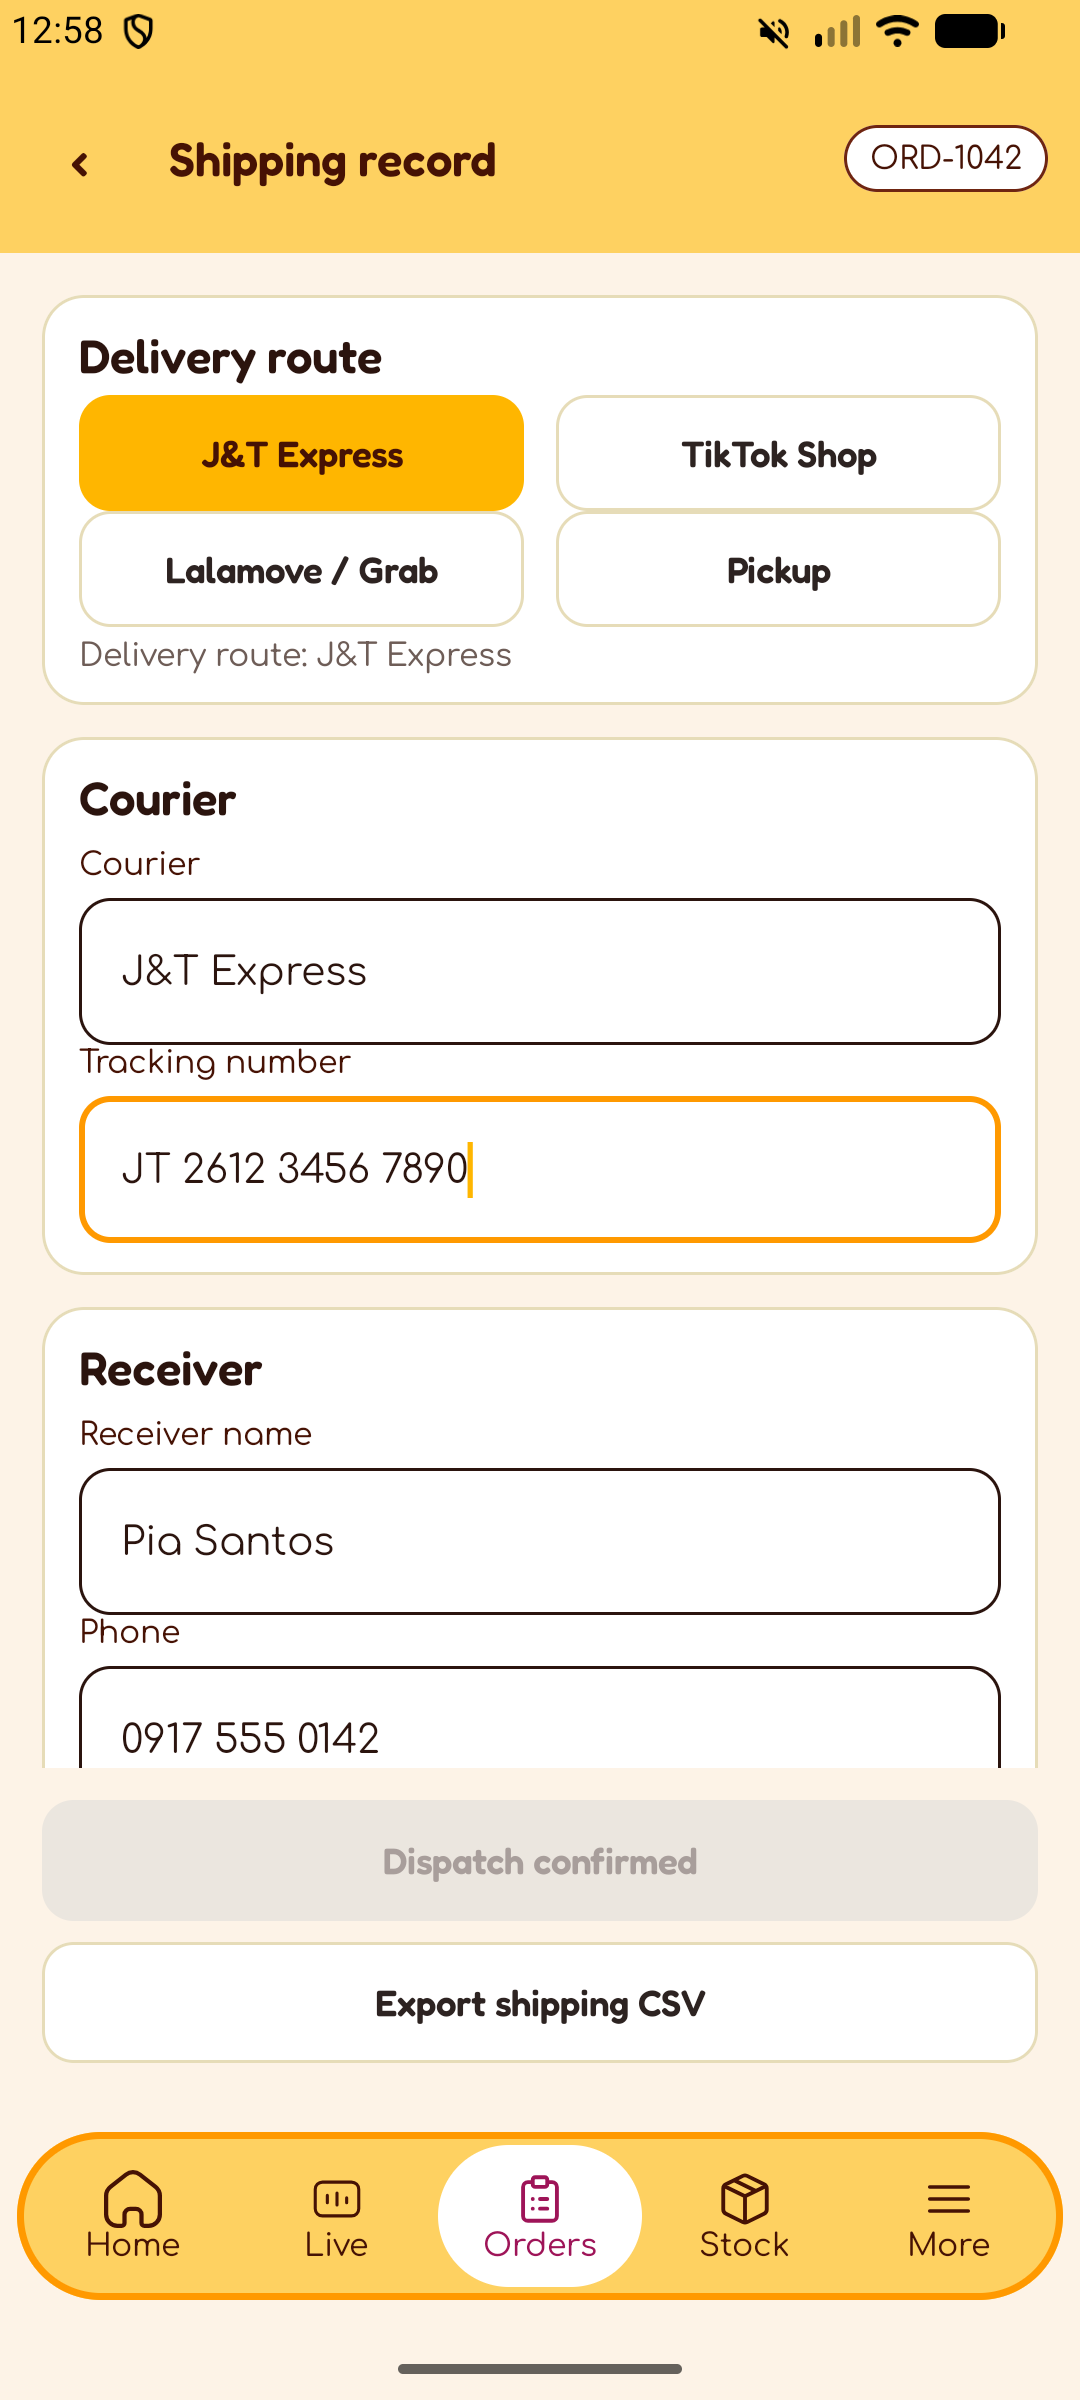 12:58
Shipping record
ORD-1042
Delivery route
J&T Express
TikTok Shop
Lalamove / Grab
Pickup
Delivery route: J&T Express
Courier
Courier
J&T Express
Tracking number
JT 2612 3456 7890
Receiver
Receiver name
Pia Santos
Phone
0917 555 0142
Dispatch confirmed
Export shipping CSV
Home
Live
Orders
Stock
More